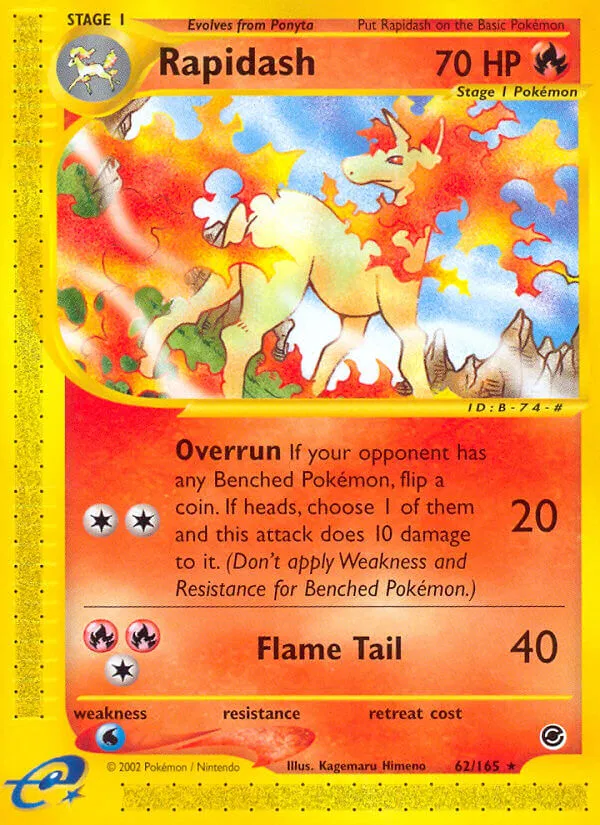 STAGE 1
Evolves from Ponyta
Put Rapidash on the Basic Pokémon
Rapidash
70 HP
Stage 1 Pokémon
ID:B-74-#
Overrun If your opponent has
any Benched Pokémon, flip a
coin. If heads, choose 1 of them
and this attack does 10 damage
to it. (Don't apply Weakness and
Resistance for Benched Pokémon.)
20
Flame Tail
40
weakness
resistance
retreat cost
© 2002 Pokémon / Nintendo
Illus. Kagemaru Himeno
62/165 ★
e